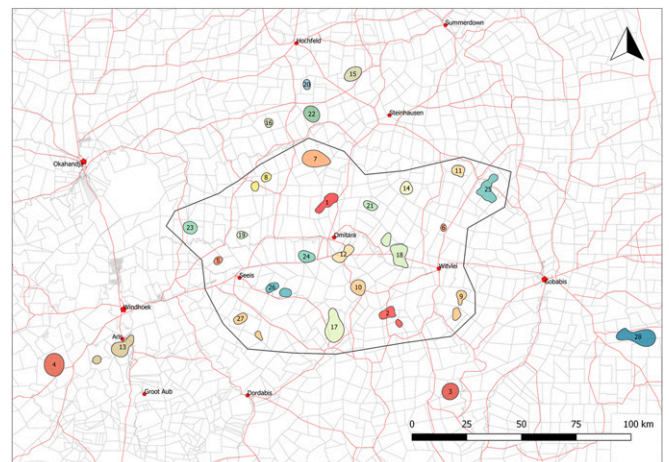 Summerdown
Hochfeld
15
20
22
Steinhausen
16
Okahandja
7
8
11
14
25
1
21
23
19
6
Omitara
12
18
24
5
Witvlei
Seeis
Gobabis
26
10
9
2
27
17
Windhoek
Aris
13
28
4
Groot Aub
Dordabis
3
0 25 50 75 100 km